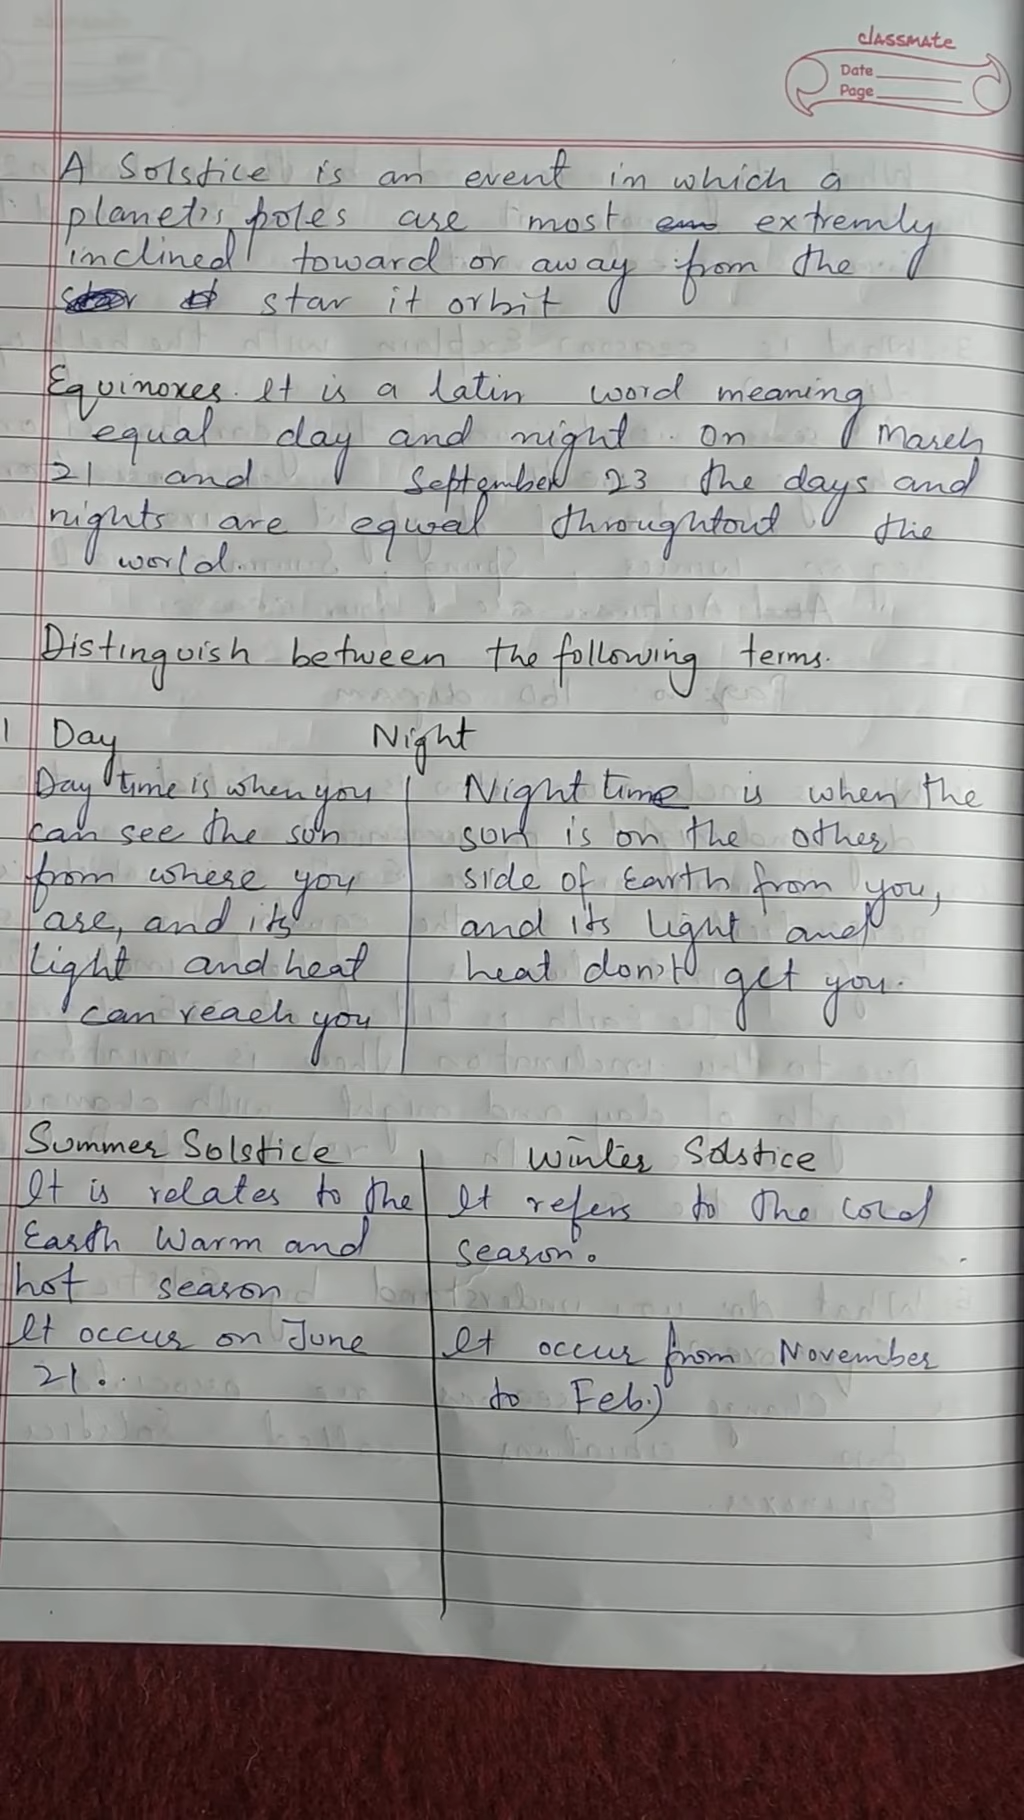 classmate
Date
Page
A Solstice is an event in which a
planet's poles are most extremly
inclined toward or away from the
star it orbit
Equinoxes. It is a latin word meaning
equal day and night. On March
21 and September 23 the days and
nights are equal throughtout the
world.
Distinguish between the following terms.
1 Day Night
Day time is when you
can see the sun
from where you
are, and its
light and heat
can reach you
Night time is when the
sun is on the other
side of Earth from you,
and its light and
heat don't get you.
Summer Solstice
It is relates to the
Earth Warm and
hot season
It occur on June
21.
Winter Solstice
It refers to the cold
season.
It occur from November
to Feb.)